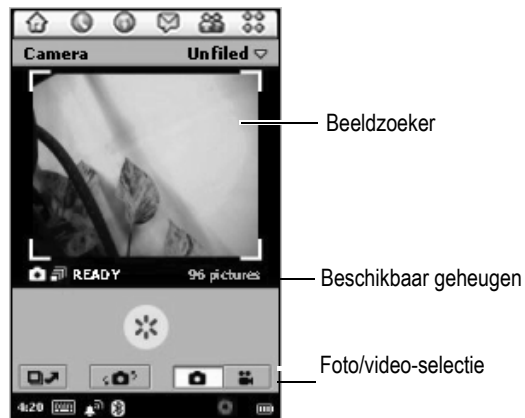 Camera
Unfiled
Beeldzoeker
READY
96 pictures
Beschikbaar geheugen
Foto/video-selectie
4:20